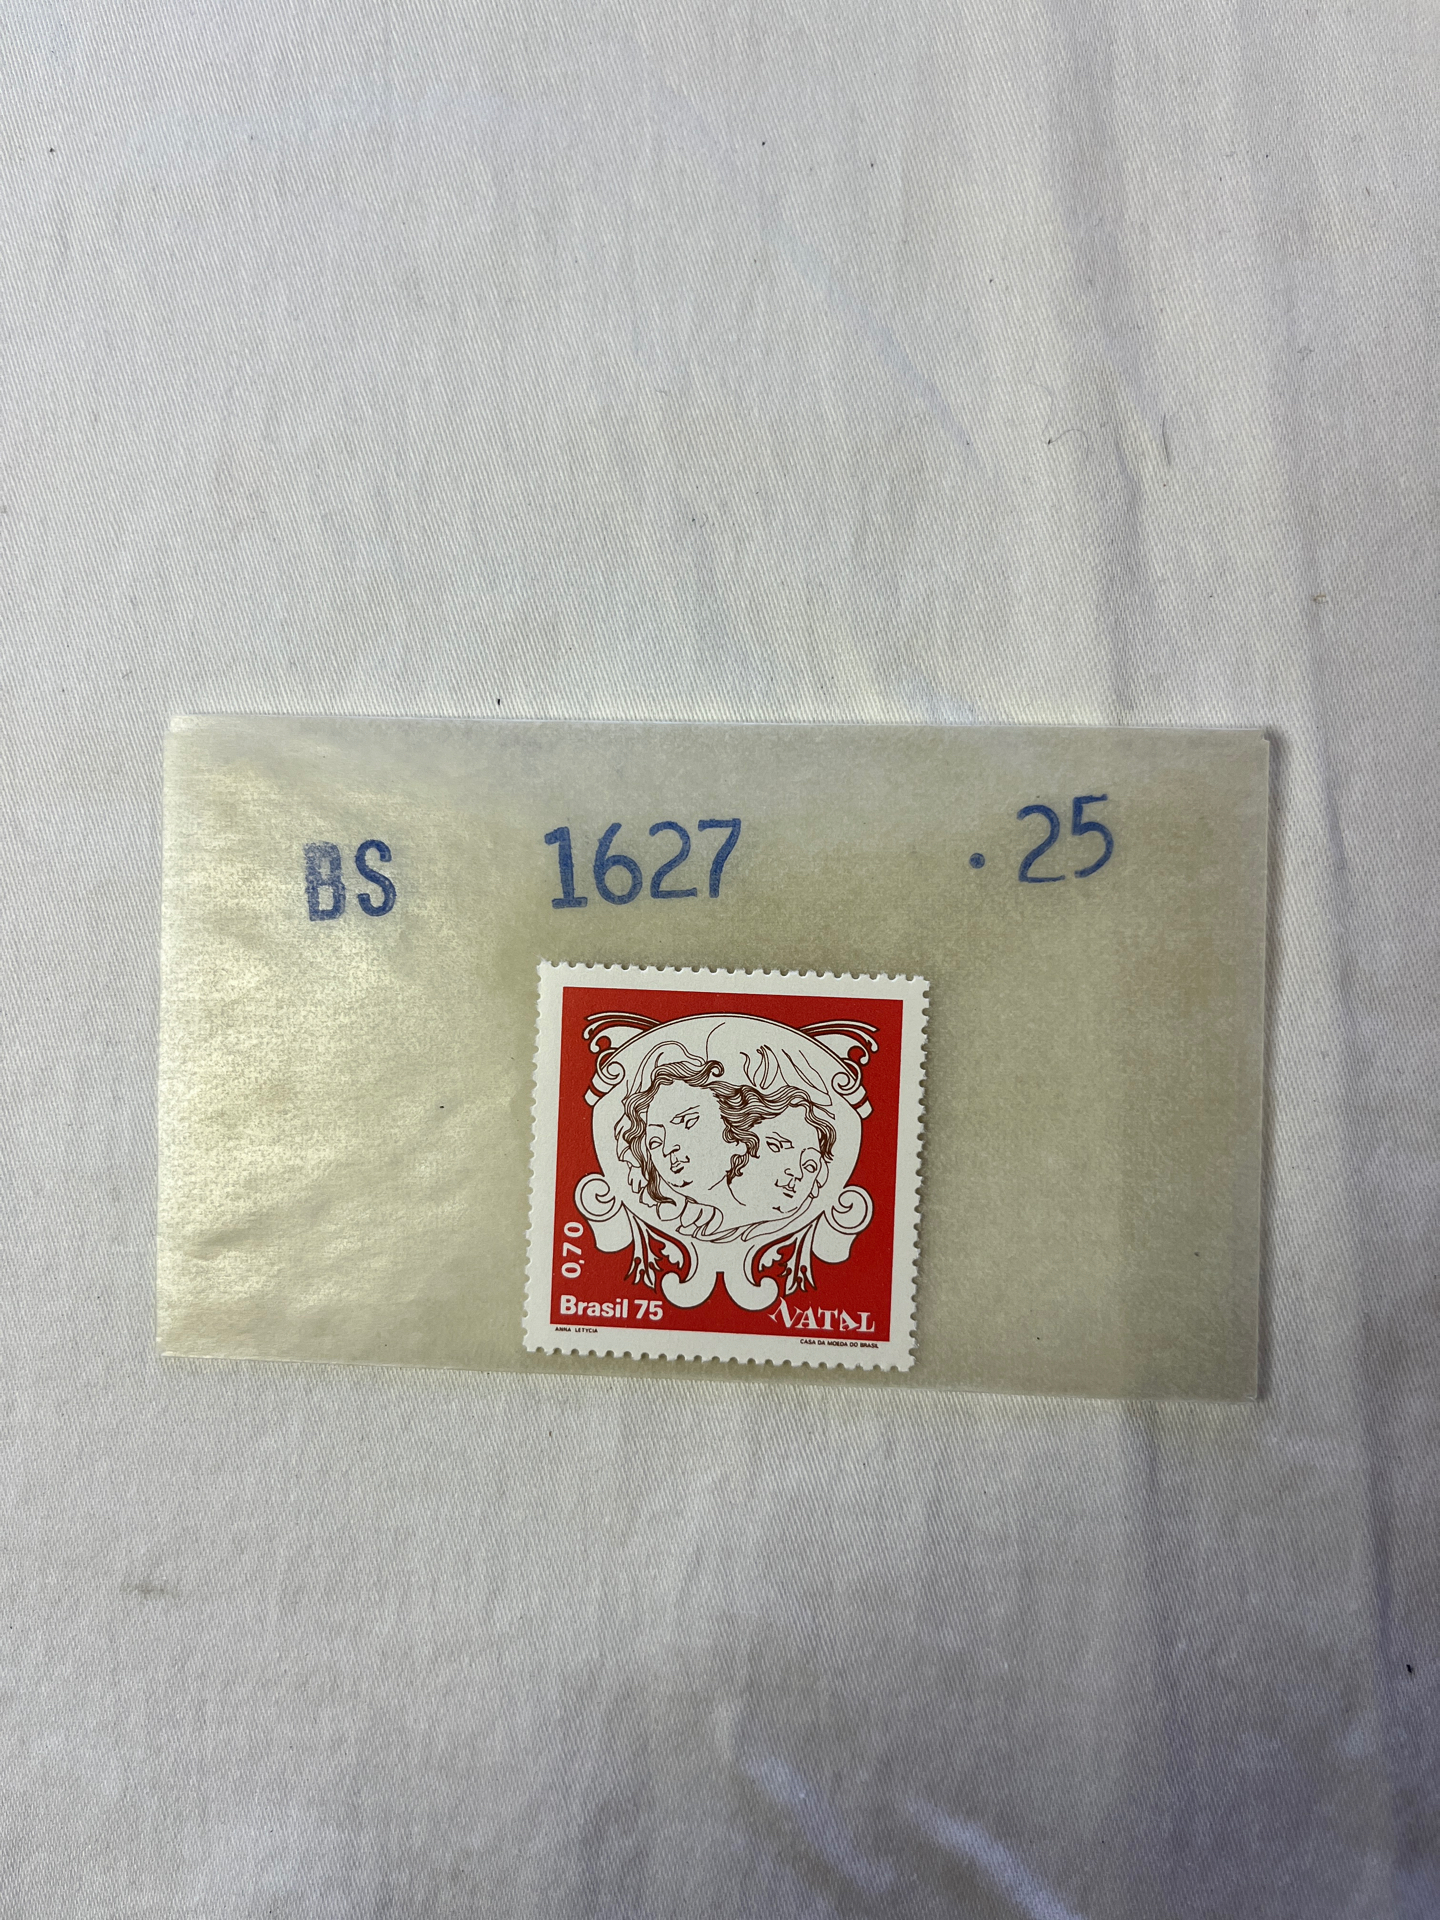 BS 1627 .25
0,70
Brasil 75 NATAL
ANNA LETYCIA CASA DA MOEDA DO BRASIL